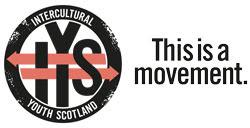 INTERCULTURAL
IYS
YOUTH SCOTLAND
This is a
movement.